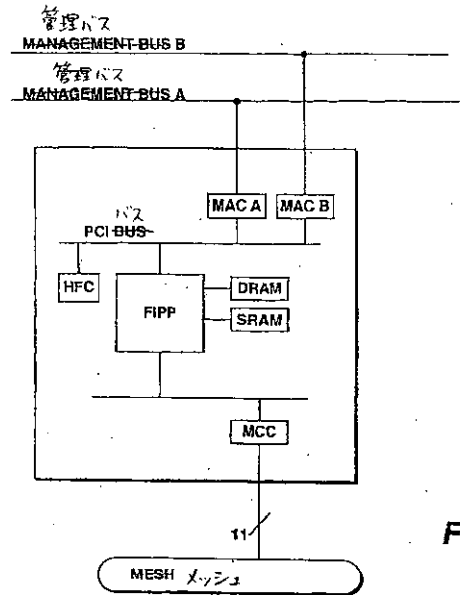 管理バス
MANAGEMENT BUS B
管理バス
MANAGEMENT BUS A
MAC A
MAC B
バス
PCI BUS
HFC
FIPP
DRAM
SRAM
MCC
11
F
MESH メッシュ